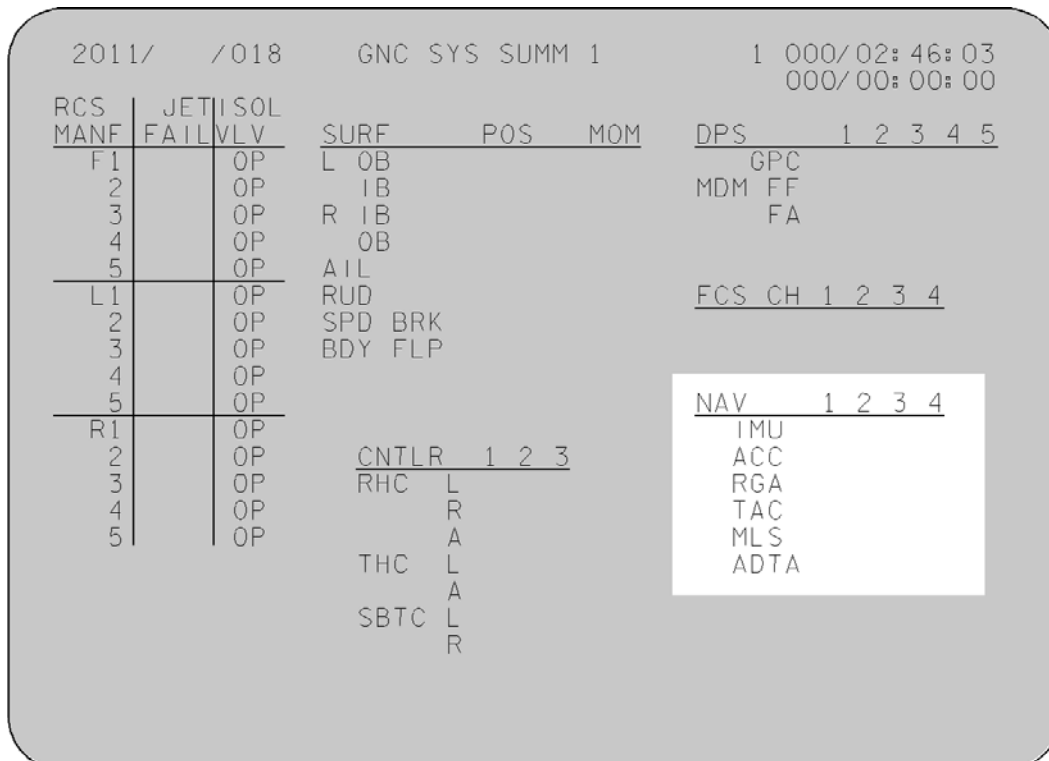 2011/ /018 GNC SYS SUMM 1 1 000/02:46:03
000/00:00:00
RCS JET ISOL
MANF FAIL VLV SURF POS MOM DPS 1 2 3 4 5
F1 OP L OB GPC
2 OP IB MDM FF
3 OP R IB FA
4 OP OB
5 OP AIL
L1 OP RUD FCS CH 1 2 3 4
2 OP SPD BRK
3 OP BDY FLP
4 OP
5 OP NAV 1 2 3 4
R1 OP IMU
2 OP CNTLR 1 2 3 ACC
3 OP RHC L RGA
4 OP R TAC
5 OP A MLS
THC L ADTA
A
SBTC L
R